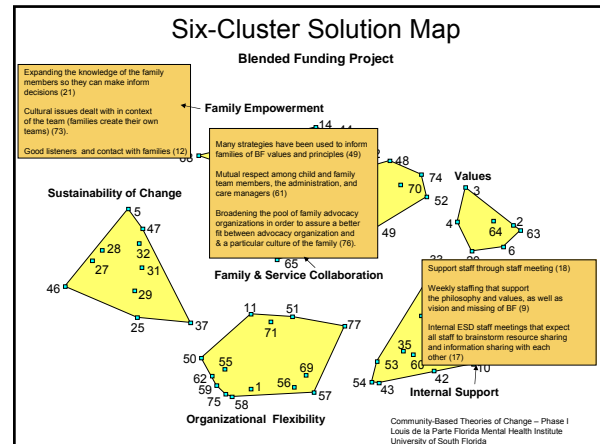 Six-Cluster Solution Map
Blended Funding Project
Expanding the knowledge of the family
members so they can make inform
decisions (21)
Cultural issues dealt with in context
of the team (families create their own
teams) (73).
Good listeners and contact with families (12)
Family Empowerment
14
Many strategies have been used to inform
families of BF values and principles (49)
Mutual respect among child and family
team members, the administration, and
care managers (61)
Broadening the pool of family advocacy
organizations in order to assure a better
fit between advocacy organization and
& a particular culture of the family (76).
48
74
70
52
49
65
Family & Service Collaboration
Values
3
4
2
64
63
6
Sustainability of Change
5
47
28
32
27
31
46
29
25
37
Support staff through staff meeting (18)
Weekly staffing that support
the philosophy and values, as well as
vision and missing of BF (9)
Internal ESD staff meetings that expect
all staff to brainstorm resource sharing
and information sharing with each
other (17)
35
53
60
54
43
42
10
Internal Support
11
51
71
77
50
55
69
62
59
1
56
75
58
57
Organizational Flexibility
Community-Based Theories of Change – Phase I
Louis de la Parte Florida Mental Health Institute
University of South Florida